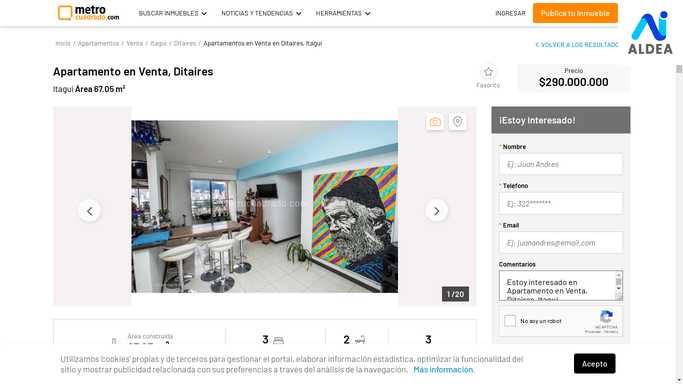 metro
cuadrado.com
BUSCAR INMUEBLES
NOTICIAS Y TENDENCIAS
HERRAMIENTAS
INGRESAR
Publica tu Inmueble
ALDEA
Inicio / Apartamentos / Venta / Itagui / Ditaires / Apartamentos en Venta en Ditaires, Itagui
< VOLVER A LOS RESULTADO
Apartamento en Venta, Ditaires
Itagui Área 67.05 m²
Favorito
Precio
$290.000.000
1 / 20
¡Estoy Interesado!
* Nombre
Ej: Juan Andres
* Teléfono
Ej: 322*******
* Email
Ej: juanandres@email.com
Comentarios
Estoy interesado en
Apartamento en Venta,
Ditaires, Itagui
No soy un robot
reCAPTCHA
Privacidad - Términos
Área construida
3
2
3
Utilizamos 'cookies' propias y de terceros para gestionar el portal, elaborar información estadística, optimizar la funcionalidad del
sitio y mostrar publicidad relacionada con sus preferencias a través del análisis de la navegación. Más información.
Acepto